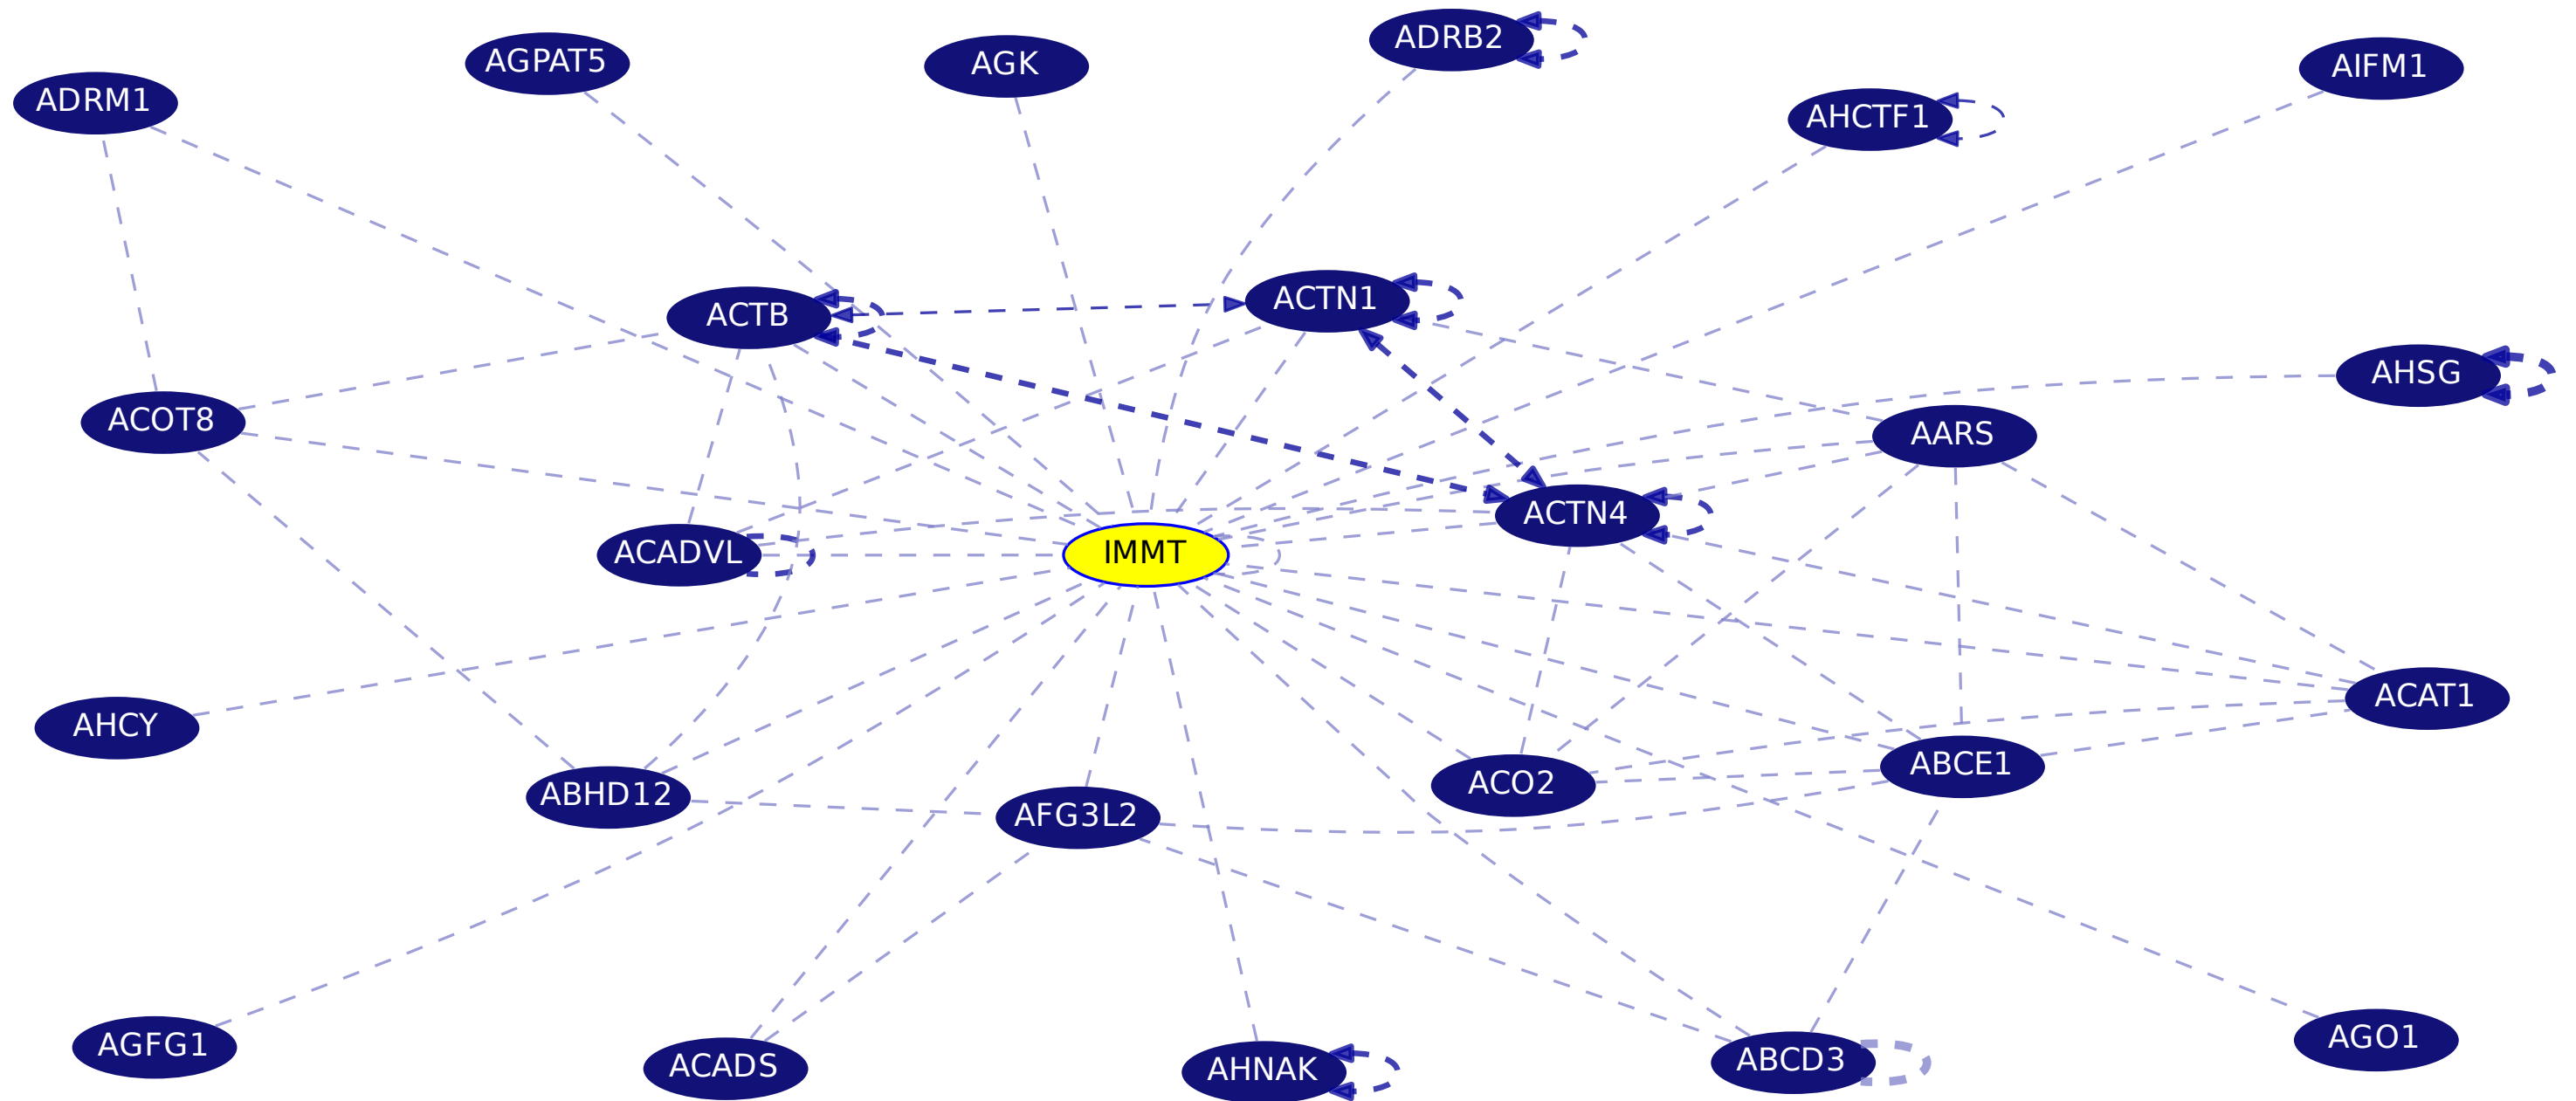 ADRB2
AGPAT5
AGK
AIFM1
ADRM1
AHCTF1
ACTN1
ACTB
AHSG
ACOT8
AARS
ACTN4
ACADVL
IMMT
ACAT1
AHCY
ABCE1
ACO2
ABHD12
AFG3L2
AGO1
AGFG1
ABCD3
ACADS
AHNAK